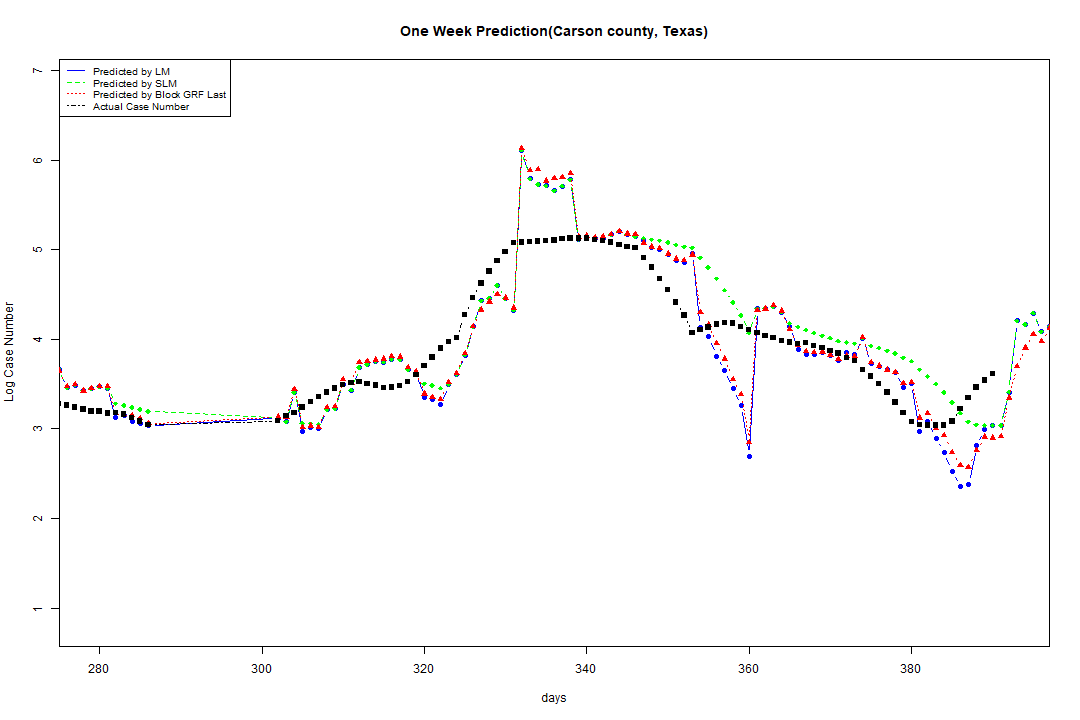 One Week Prediction(Carson county, Texas)
Predicted by LM
Predicted by SLM
Predicted by Block GRF Last
Actual Case Number
7
6
5
4
3
2
1
Log Case Number
280 300 320 340 360 380
days